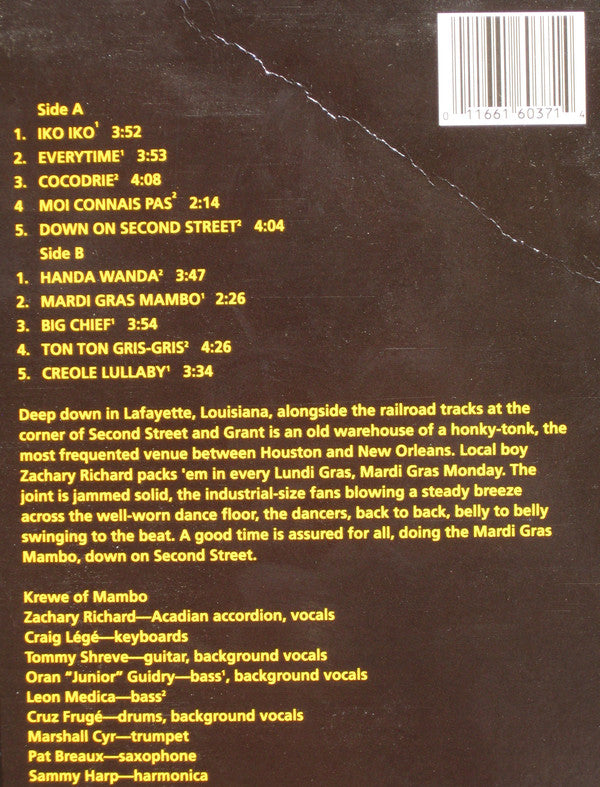 0 11661 60371 4
Side A
1. IKO IKO¹ 3:52
2. EVERYTIME¹ 3:53
3. COCODRIE² 4:08
4 MOI CONNAIS PAS² 2:14
5. DOWN ON SECOND STREET² 4:04
Side B
1. HANDA WANDA² 3:47
2. MARDI GRAS MAMBO¹ 2:26
3. BIG CHIEF¹ 3:54
4. TON TON GRIS-GRIS² 4:26
5. CREOLE LULLABY¹ 3:34
Deep down in Lafayette, Louisiana, alongside the railroad tracks at the
corner of Second Street and Grant is an old warehouse of a honky-tonk, the
most frequented venue between Houston and New Orleans. Local boy
Zachary Richard packs 'em in every Lundi Gras, Mardi Gras Monday. The
joint is jammed solid, the industrial-size fans blowing a steady breeze
across the well-worn dance floor, the dancers, back to back, belly to belly
swinging to the beat. A good time is assured for all, doing the Mardi Gras
Mambo, down on Second Street.
Krewe of Mambo
Zachary Richard—Acadian accordion, vocals
Craig Légé—keyboards
Tommy Shreve—guitar, background vocals
Oran "Junior" Guidry—bass¹, background vocals
Leon Medica—bass²
Cruz Frugé—drums, background vocals
Marshall Cyr—trumpet
Pat Breaux—saxophone
Sammy Harp—harmonica